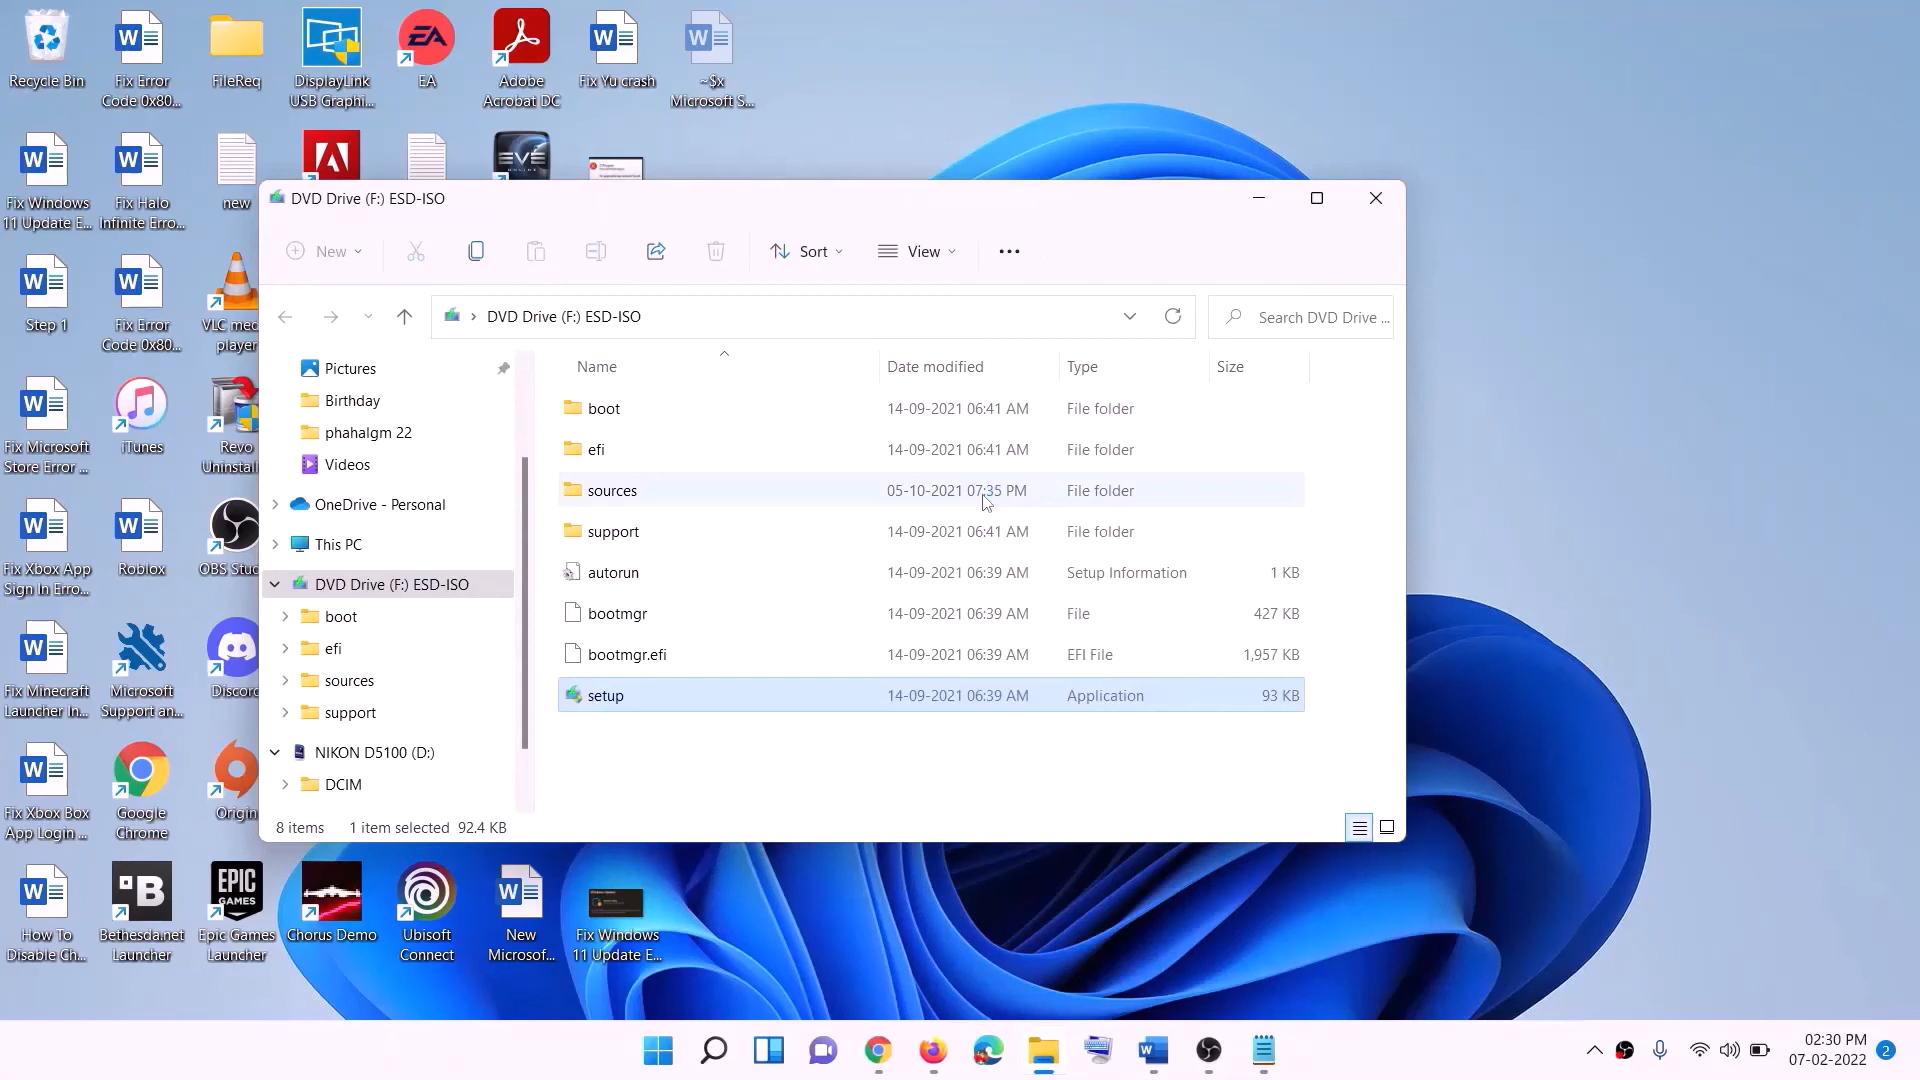 Recycle Bin
Fix Error
Code 0x80...
FileReq
DisplayLink
USB Graphi...
EA
Adobe
Acrobat DC
Fix Yu crash
~$x
Microsoft S...
Fix Windows
11 Update E...
Fix Halo
Infinite Erro...
new
EVE
ONLINE
Step 1
Fix Error
Code 0x80...
VLC med
player
Fix Microsoft
Store Error ...
iTunes
Revo
Uninstall
Fix Xbox App
Sign In Erro...
Roblox
OBS Stud
Fix Minecraft
Launcher In...
Microsoft
Support an...
Discord
Fix Xbox Box
App Login ...
Google
Chrome
Origin
How To
Disable Ch...
Bethesda.net
Launcher
EPIC
GAMES
Epic Games
Launcher
Chorus Demo
Ubisoft
Connect
New
Microsof...
Fix Windows
11 Update E...
DVD Drive (F:) ESD-ISO
New
Sort
View
DVD Drive (F:) ESD-ISO
Search DVD Drive ...
Pictures
Birthday
phahalgm 22
Videos
OneDrive - Personal
This PC
DVD Drive (F:) ESD-ISO
boot
efi
sources
support
NIKON D5100 (D:)
DCIM
Name Date modified Type Size
boot 14-09-2021 06:41 AM File folder
efi 14-09-2021 06:41 AM File folder
sources 05-10-2021 07:35 PM File folder
support 14-09-2021 06:41 AM File folder
autorun 14-09-2021 06:39 AM Setup Information 1 KB
bootmgr 14-09-2021 06:39 AM File 427 KB
bootmgr.efi 14-09-2021 06:39 AM EFI File 1,957 KB
setup 14-09-2021 06:39 AM Application 93 KB
8 items 1 item selected 92.4 KB
02:30 PM
07-02-2022
2